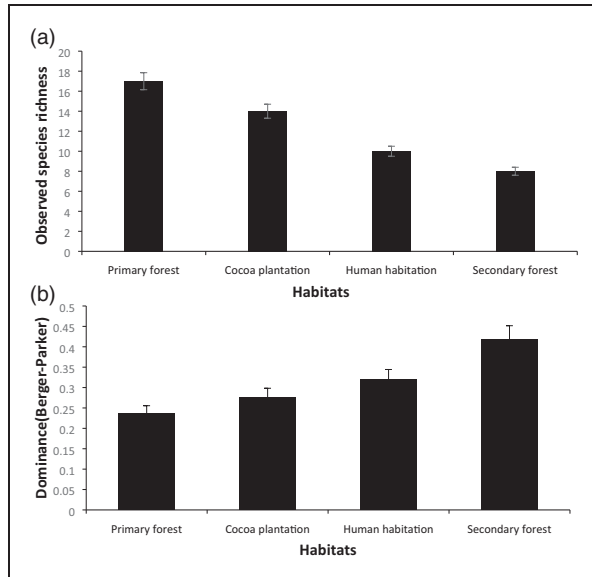 (a)
Observed species richness
20
18
16
14
12
10
8
6
4
2
0
Primary forest Cocoa plantation Human habitation Secondary forest
Habitats
(b)
Dominance(Berger-Parker)
0.5
0.45
0.4
0.35
0.3
0.25
0.2
0.15
0.1
0.05
0
Primary forest Cocoa plantation Human habitation Secondary forest
Habitats